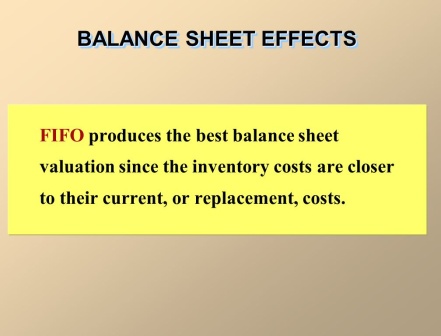 BALANCE SHEET EFFECTS
FIFO produces the best balance sheet
valuation since the inventory costs are closer
to their current, or replacement, costs.